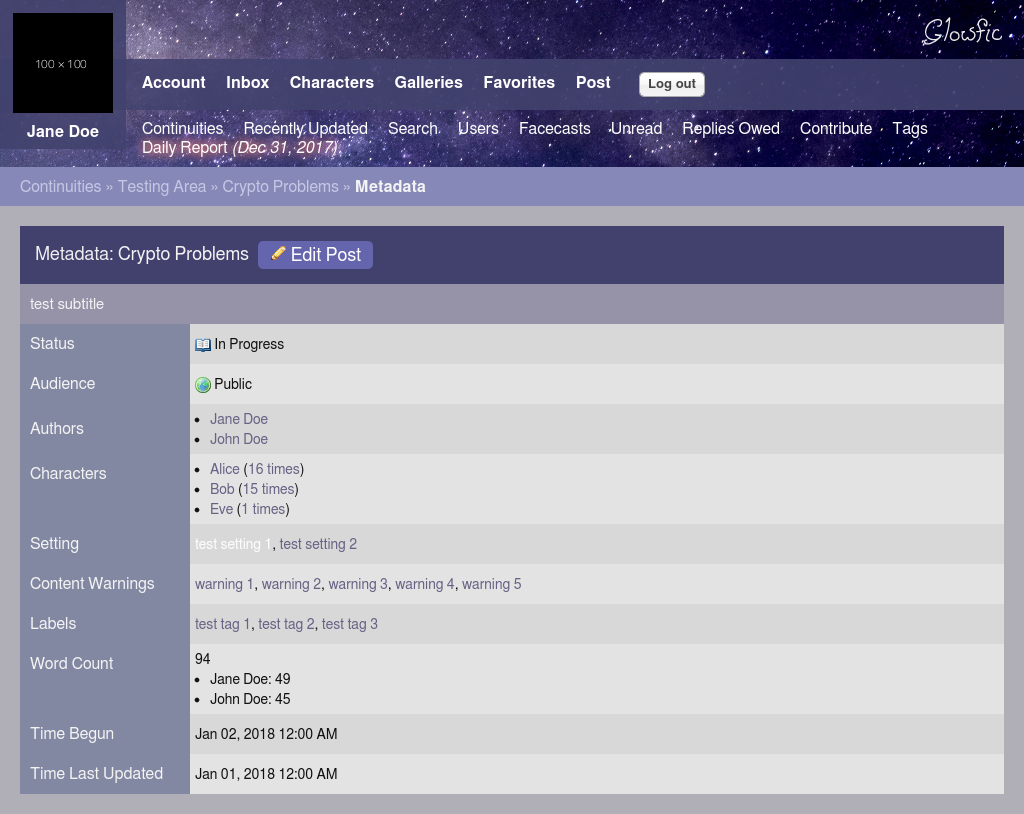 100 × 100
Glowfic
Account Inbox Characters Galleries Favorites Post Log out
Jane Doe
Continuities Recently Updated Search Users Facecasts Unread Replies Owed Contribute Tags
Daily Report (Dec 31, 2017)
Continuities » Testing Area » Crypto Problems » Metadata
Metadata: Crypto Problems Edit Post
test subtitle
Status In Progress
Audience Public
Authors
• Jane Doe
• John Doe
Characters
• Alice (16 times)
• Bob (15 times)
• Eve (1 times)
Setting test setting 1, test setting 2
Content Warnings warning 1, warning 2, warning 3, warning 4, warning 5
Labels test tag 1, test tag 2, test tag 3
Word Count 94
• Jane Doe: 49
• John Doe: 45
Time Begun Jan 02, 2018 12:00 AM
Time Last Updated Jan 01, 2018 12:00 AM